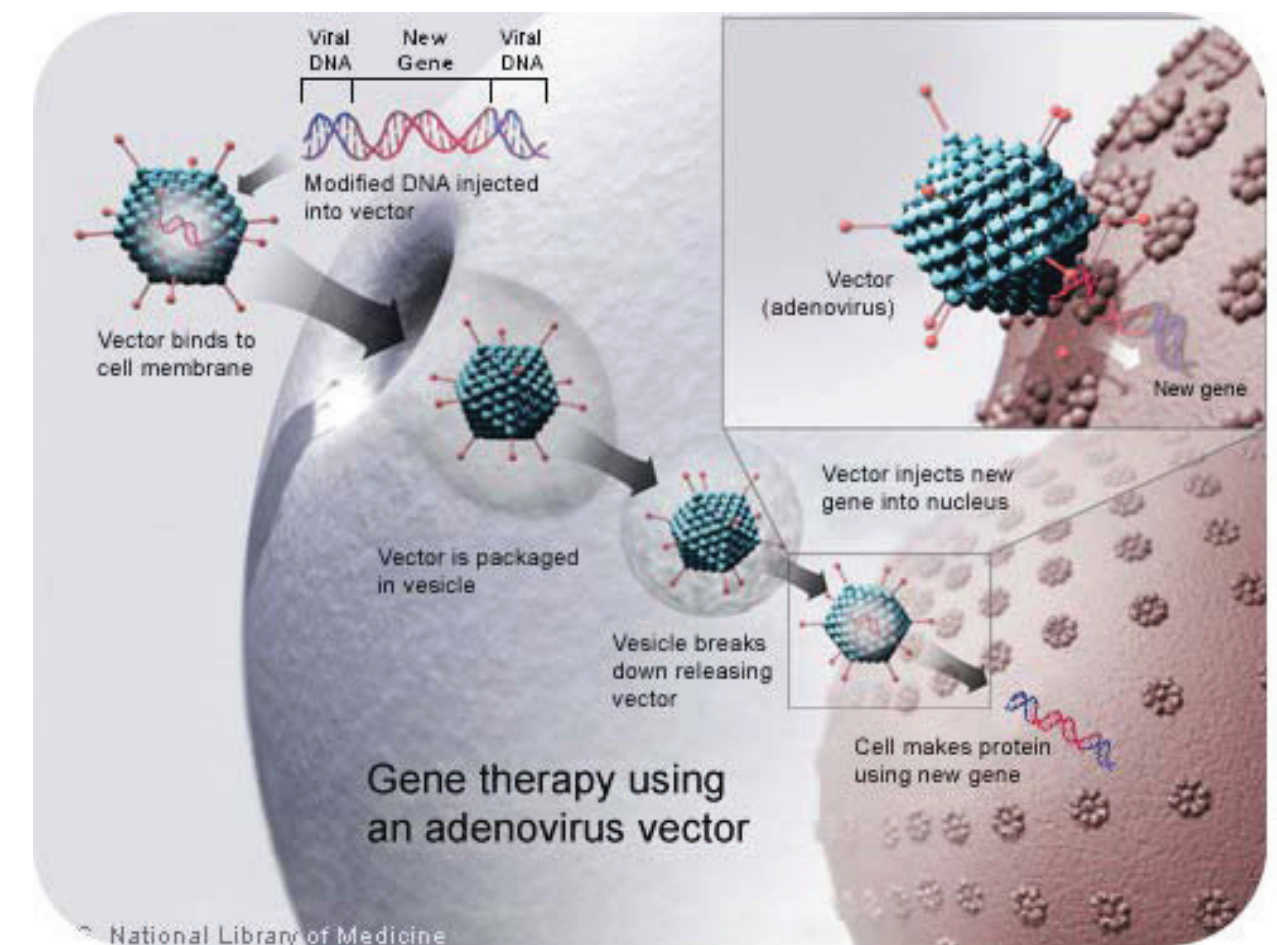 Viral New Viral
DNA Gene DNA
Modified DNA injected
into vector
Vector binds to
cell membrane
Vector
(adenovirus)
New gene
Vector injects new
gene into nucleus
Vector is packaged
in vesicle
Vesicle breaks
down releasing
vector
Cell makes protein
using new gene
Gene therapy using
an adenovirus vector
National Library of Medicine